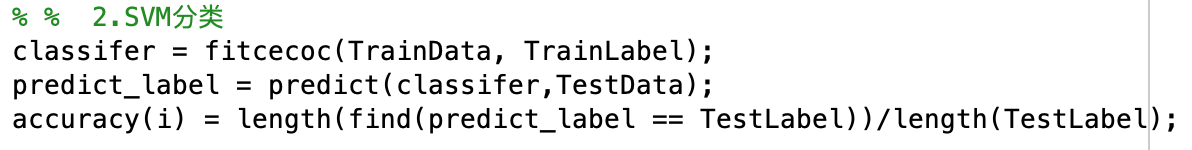 % %  2.SVM分类
classifer = fitcecoc(TrainData, TrainLabel);
predict_label = predict(classifer,TestData);
accuracy(i) = length(find(predict_label == TestLabel))/length(TestLabel);